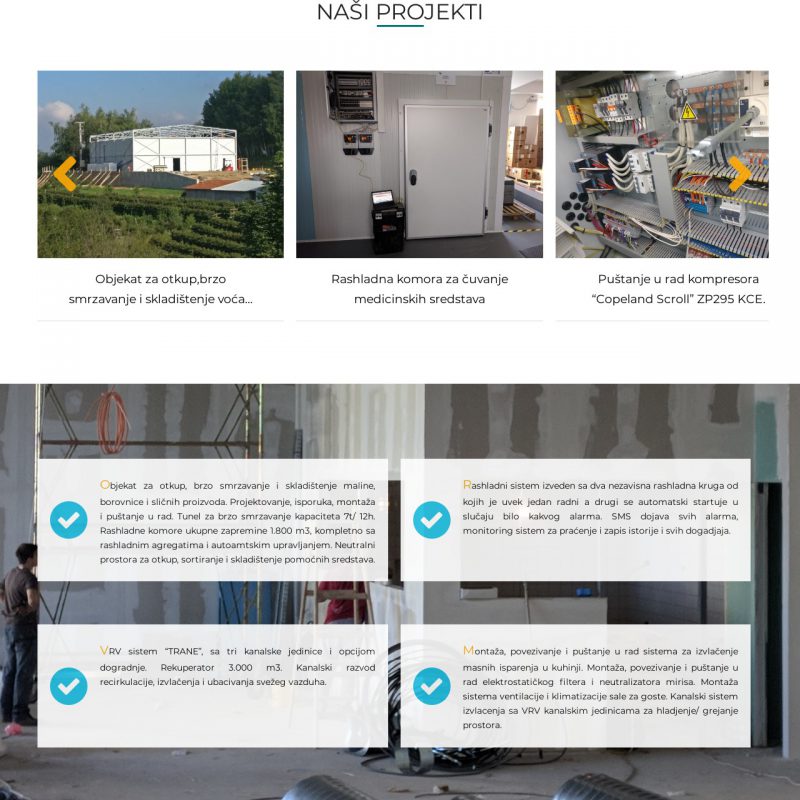 NAŠI PROJEKTI
Objekat za otkup,brzo
smrzavanje i skladištenje voća...
Rashladna komora za čuvanje
medicinskih sredstava
Puštanje u rad kompresora
“Copeland Scroll” ZP295 KCE.
Objekat za otkup, brzo smrzavanje i skladištenje maline,
borovnice i sličnih proizvoda. Projektovanje, isporuka, montaža
i puštanje u rad. Tunel za brzo smrzavanje kapaciteta 7t/ 12h.
Rashladne komore ukupne zapremine 1.800 m3, kompletno sa
rashladnim agregatima i autoamtskim upravljanjem. Neutralni
prostora za otkup, sortiranje i skladištenje pomoćnih sredstava.
Rashladni sistem izveden sa dva nezavisna rashladna kruga od
kojih je uvek jedan radni a drugi se automatski startuje u
slučaju bilo kakvog alarma. SMS dojava svih alarma,
monitoring sistem za praćenje i zapis istorije i svih dogadjaja.
VRV sistem “TRANE”, sa tri kanalske jedinice i opcijom
dogradnje. Rekuperator 3.000 m3. Kanalski razvod
recirkulacije, izvlačenja i ubacivanja svežeg vazduha.
Montaža, povezivanje i puštanje u rad sistema za izvlačenje
masnih isparenja u kuhinji. Montaža, povezivanje i puštanje u
rad elektrostatičkog filtera i neutralizatora mirisa. Montaža
sistema ventilacije i klimatizacije sale za goste. Kanalski sistem
izvlacenja sa VRV kanalskim jedinicama za hladjenje/ grejanje
prostora.